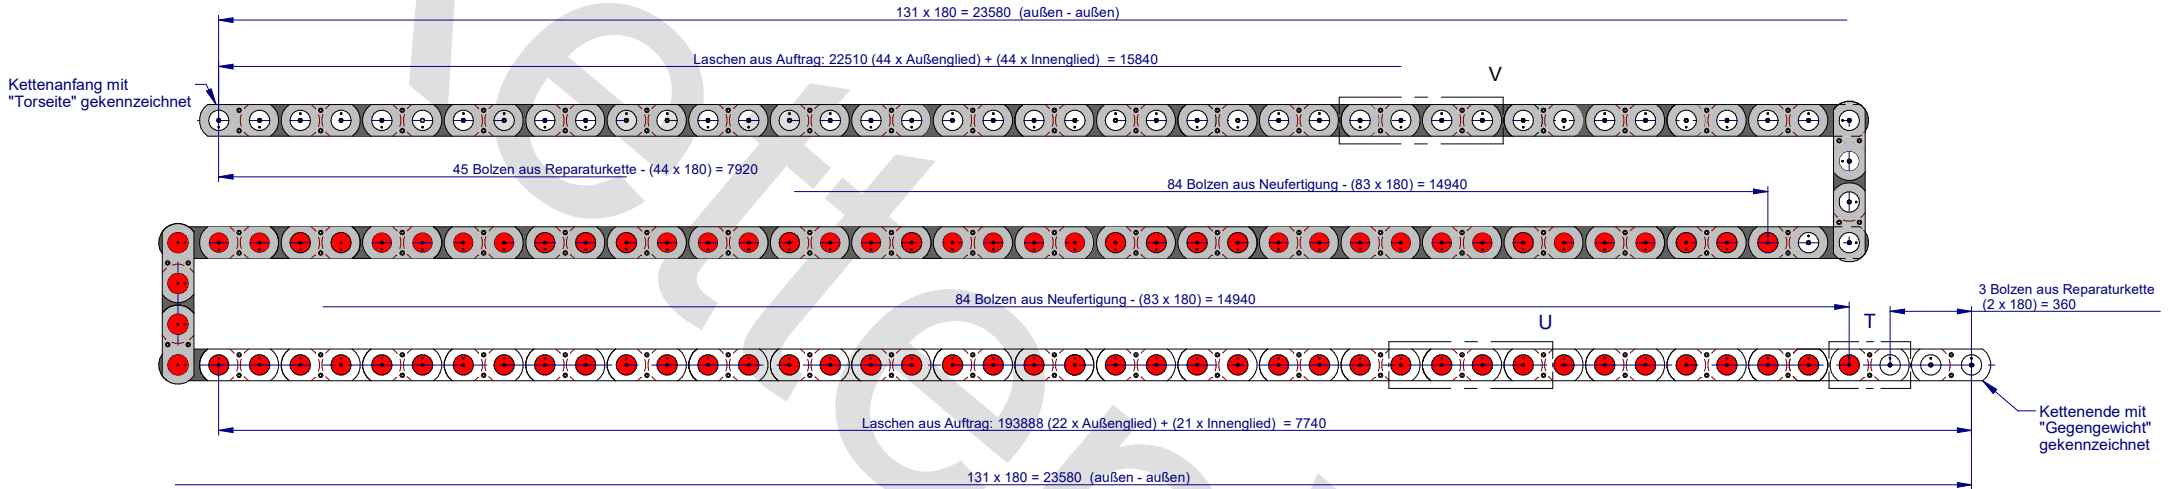 131 x 180 = 23580 (außen - außen)
Laschen aus Auftrag: 22510 (44 x Außenglied) + (44 x Innenglied) = 15840
Kettenanfang mit
"Torseite" gekennzeichnet
V
45 Bolzen aus Reparaturkette - (44 x 180) = 7920
84 Bolzen aus Neufertigung - (83 x 180) = 14940
84 Bolzen aus Neufertigung - (83 x 180) = 14940
3 Bolzen aus Reparaturkette
(2 x 180) = 360
U
T
Laschen aus Auftrag: 193888 (22 x Außenglied) + (21 x Innenglied) = 7740
Kettenende mit
"Gegengewicht"
gekennzeichnet
131 x 180 = 23580 (außen - außen)